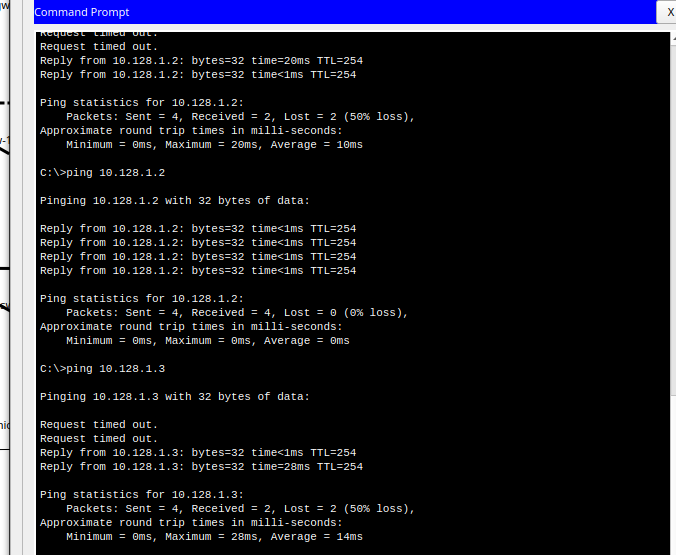 Command Prompt
X
Request timed out.
Request timed out.
Reply from 10.128.1.2: bytes=32 time=20ms TTL=254
Reply from 10.128.1.2: bytes=32 time<1ms TTL=254
Ping statistics for 10.128.1.2:
Packets: Sent = 4, Received = 2, Lost = 2 (50% loss),
Approximate round trip times in milli-seconds:
Minimum = 0ms, Maximum = 20ms, Average = 10ms
C:\>ping 10.128.1.2
Pinging 10.128.1.2 with 32 bytes of data:
Reply from 10.128.1.2: bytes=32 time<1ms TTL=254
Reply from 10.128.1.2: bytes=32 time<1ms TTL=254
Reply from 10.128.1.2: bytes=32 time<1ms TTL=254
Reply from 10.128.1.2: bytes=32 time<1ms TTL=254
Ping statistics for 10.128.1.2:
Packets: Sent = 4, Received = 4, Lost = 0 (0% loss),
Approximate round trip times in milli-seconds:
Minimum = 0ms, Maximum = 0ms, Average = 0ms
C:\>ping 10.128.1.3
Pinging 10.128.1.3 with 32 bytes of data:
Request timed out.
Request timed out.
Reply from 10.128.1.3: bytes=32 time<1ms TTL=254
Reply from 10.128.1.3: bytes=32 time=28ms TTL=254
Ping statistics for 10.128.1.3:
Packets: Sent = 4, Received = 2, Lost = 2 (50% loss),
Approximate round trip times in milli-seconds:
Minimum = 0ms, Maximum = 28ms, Average = 14ms